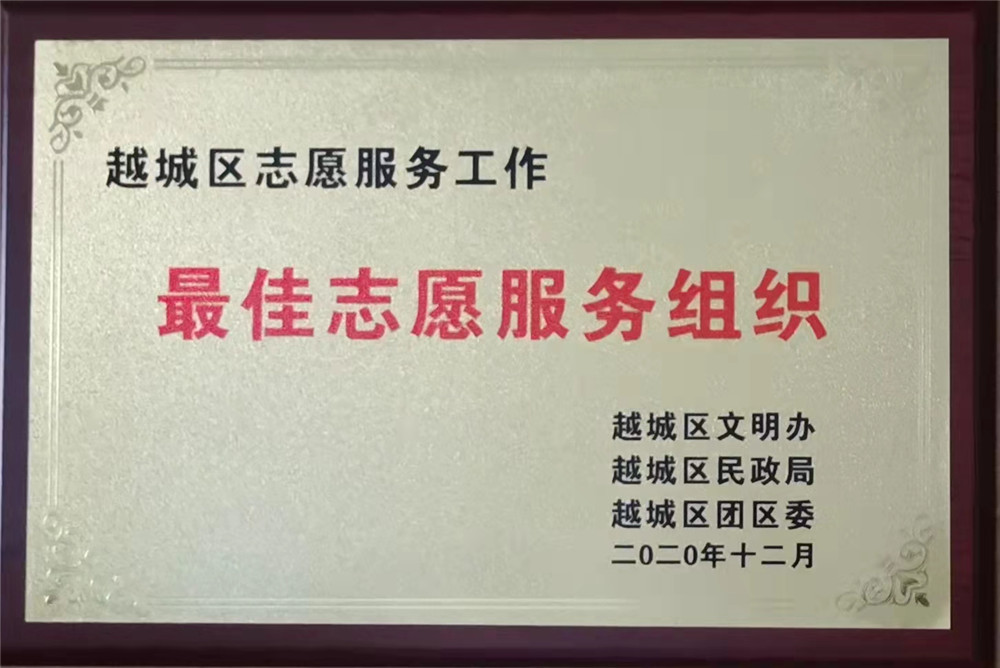 越城区志愿服务工作
最佳志愿服务组织
越城区文明办
越城区民政局
越城区团区委
二0二0年十二月